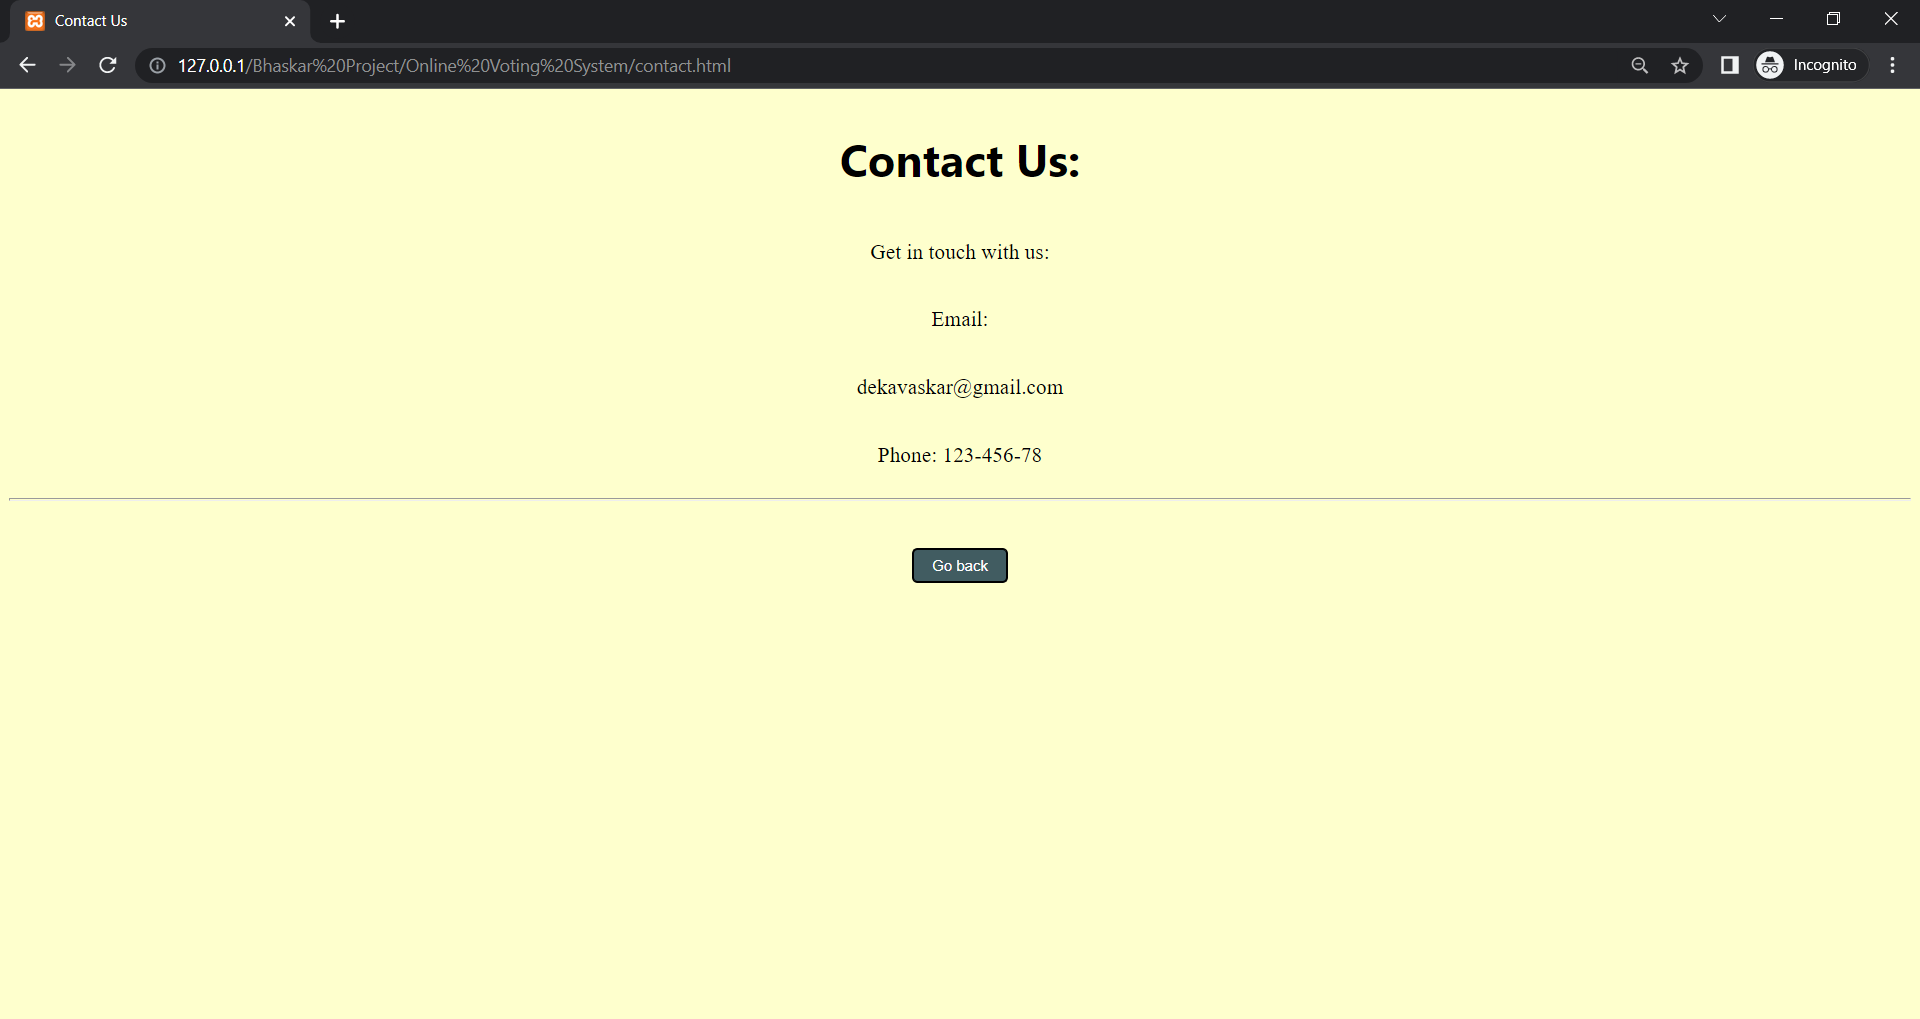 Contact Us
127.0.0.1/Bhaskar%20Project/Online%20Voting%20System/contact.html
Incognito
Contact Us:
Get in touch with us:
Email:
dekavaskar@gmail.com
Phone: 123-456-78
Go back